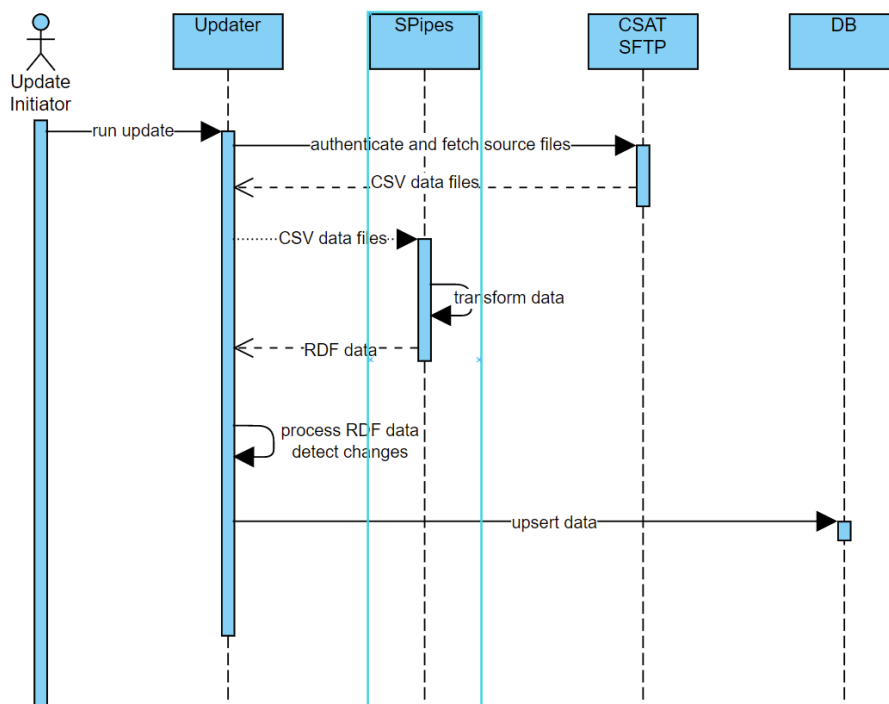 Updater
SPipes
CSAT
SFTP
DB
Update
Initiator
run update
authenticate and fetch source files
CSV data files
CSV data files
transform data
RDF data
process RDF data
detect changes
upsert data